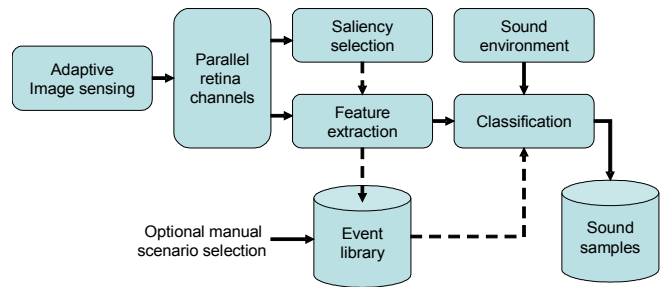 Adaptive
Image sensing
Parallel
retina
channels
Saliency
selection
Sound
environment
Feature
extraction
Classification
Optional manual
scenario selection
Event
library
Sound
samples